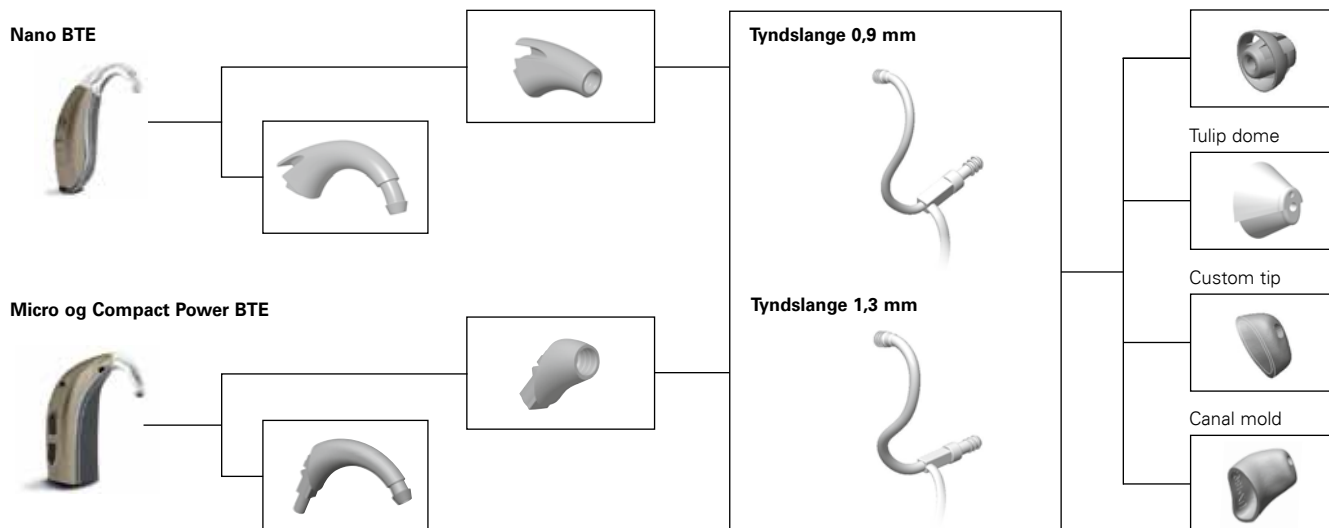 Nano BTE
Tyndslange 0,9 mm
Tulip dome
Custom tip
Micro og Compact Power BTE
Tyndslange 1,3 mm
Canal mold